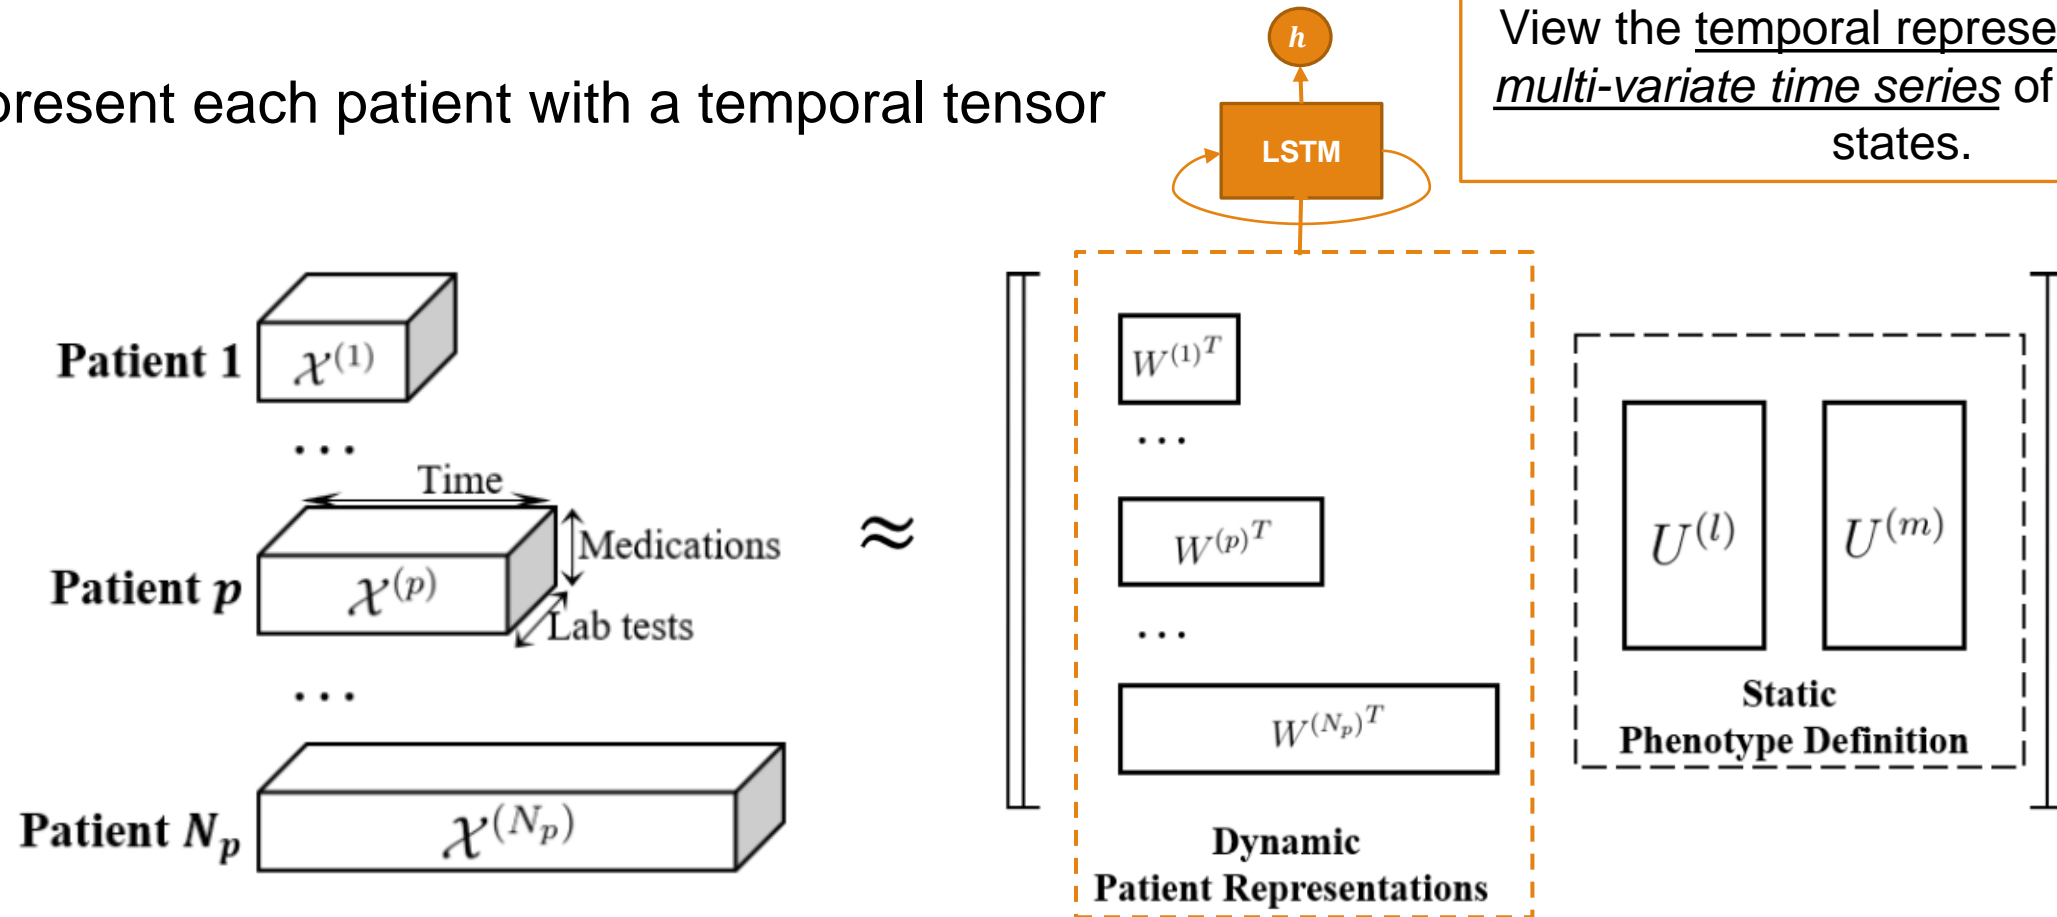 present each patient with a temporal tensor
h
LSTM
View the temporal represe
multi-variate time series of
states.
Patient 1
𝒳^{(1)}
...
Time
Medications
Lab tests
Patient p
𝒳^{(p)}
...
Patient N_p
𝒳^{(N_p)}
≈
W^{(1)^T}
...
W^{(p)^T}
...
W^{(N_p)^T}
Dynamic
Patient Representations
U^{(l)}
U^{(m)}
Static
Phenotype Definition